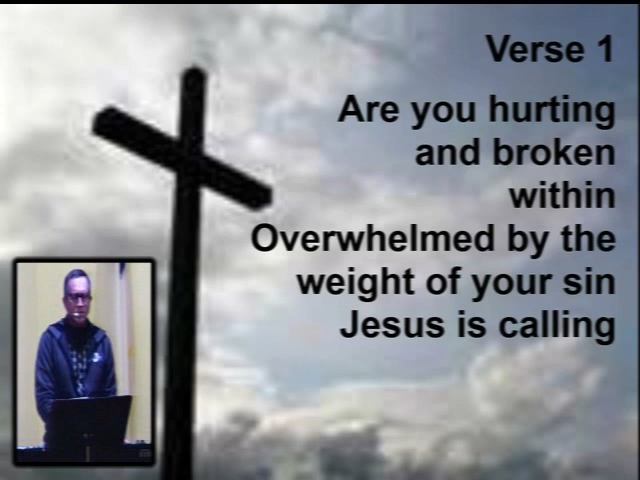 Verse 1
Are you hurting
and broken
within
Overwhelmed by the
weight of your sin
Jesus is calling